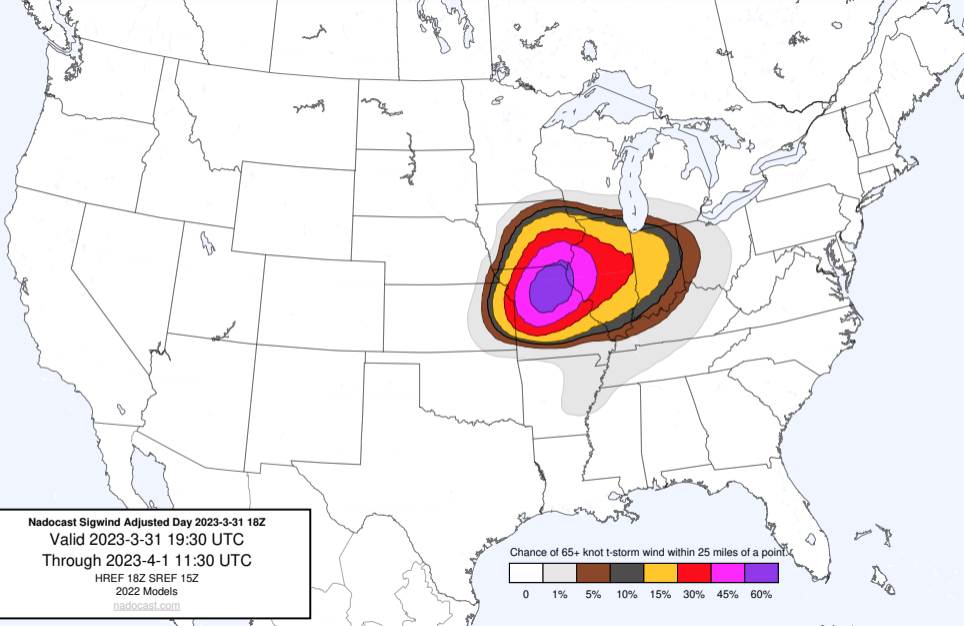 Nadocast Sigwind Adjusted Day 2023-3-31 18Z
Valid 2023-3-31 19:30 UTC
Through 2023-4-1 11:30 UTC
HREF 18Z SREF 15Z
2022 Models
nadocast.com
Chance of 65+ knot t-storm wind within 25 miles of a point.
0 1% 5% 10% 15% 30% 45% 60%